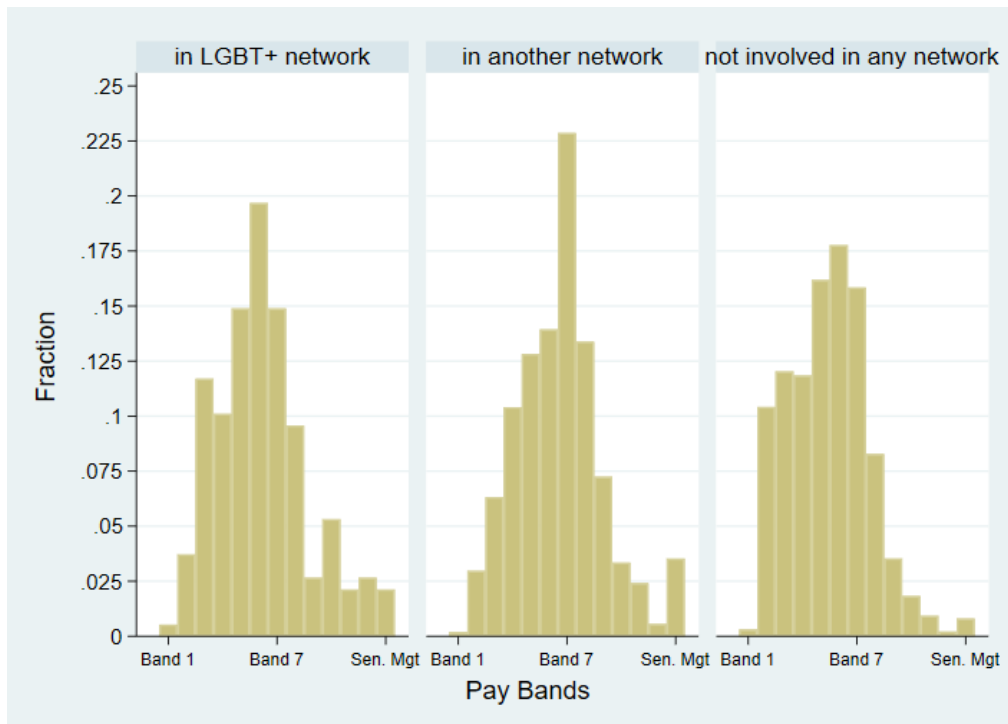 in LGBT+ network
in another network
not involved in any network
.25
.225
.2
.175
.15
.125
.1
.075
.05
.025
0
Fraction
Band 1 Band 7 Sen. Mgt
Band 1 Band 7 Sen. Mgt
Band 1 Band 7 Sen. Mgt
Pay Bands